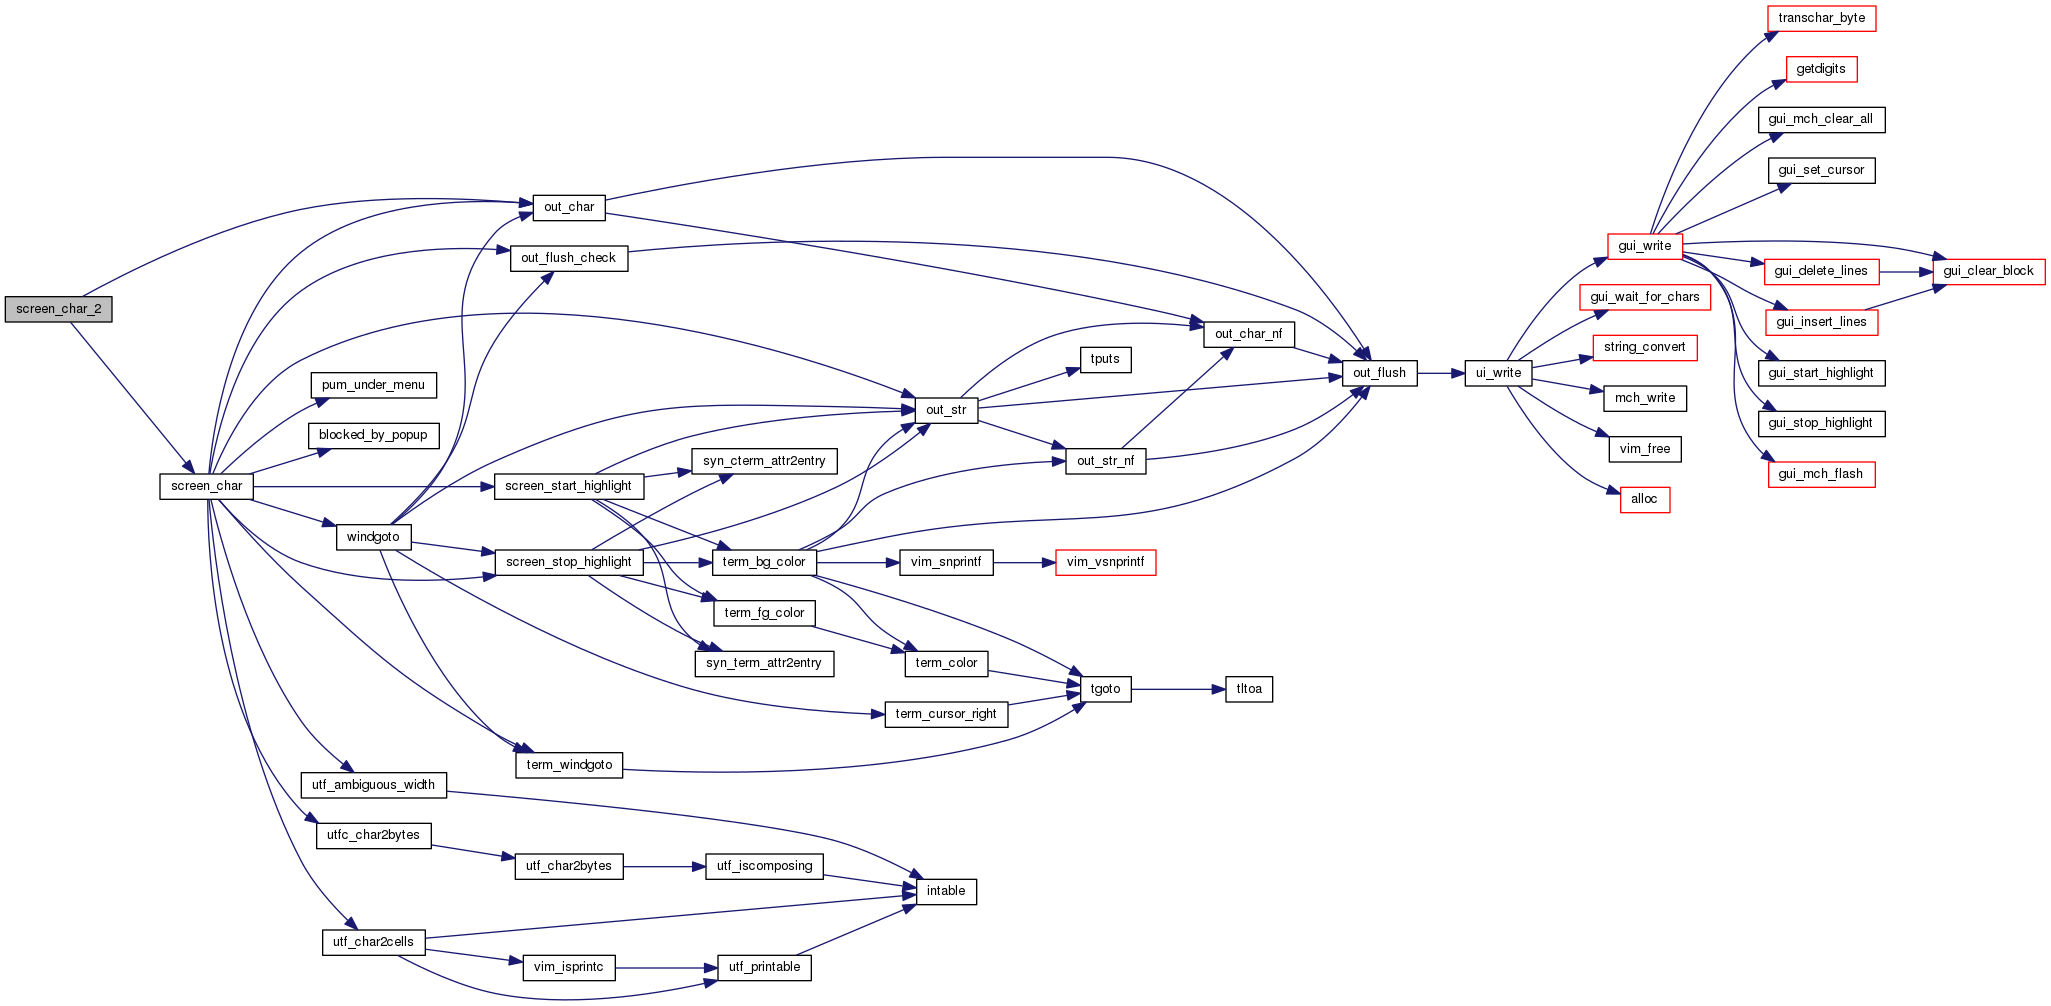 transchar_byte
getdigits
gui_mch_clear_all
gui_set_cursor
out_char
gui_write
out_flush_check
gui_delete_lines
gui_clear_block
gui_wait_for_chars
screen_char_2
gui_insert_lines
out_char_nf
string_convert
tputs
pum_under_menu
out_flush
ui_write
gui_start_highlight
mch_write
out_str
gui_stop_highlight
blocked_by_popup
vim_free
syn_cterm_attr2entry
out_str_nf
gui_mch_flash
screen_char
screen_start_highlight
alloc
windgoto
screen_stop_highlight
term_bg_color
vim_snprintf
vim_vsnprintf
term_fg_color
syn_term_attr2entry
term_color
tgoto
tltoa
term_cursor_right
term_windgoto
utf_ambiguous_width
utfc_char2bytes
utf_char2bytes
utf_iscomposing
intable
utf_char2cells
vim_isprintc
utf_printable